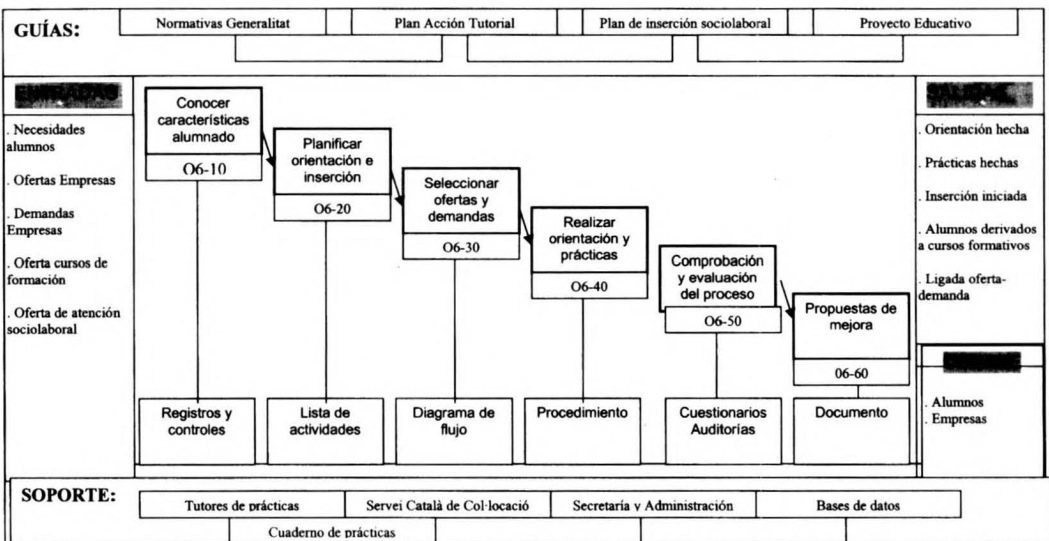 GUÍAS:
Normativas Generalitat
Plan Acción Tutorial
Plan de inserción sociolaboral
Proyecto Educativo
. Necesidades
alumnos
. Ofertas Empresas
. Demandas
Empresas
. Oferta cursos de
formación
. Oferta de atención
sociolaboral
Conocer
características
alumnado
O6-10
Planificar
orientación e
inserción
O6-20
Seleccionar
ofertas y
demandas
O6-30
Realizar
orientación y
prácticas
O6-40
Comprobación
y evaluación
del proceso
O6-50
Propuestas de
mejora
06-60
Registros y
controles
Lista de
actividades
Diagrama de
flujo
Procedimiento
Cuestionarios
Auditorías
Documento
. Orientación hecha
. Prácticas hechas
. Inserción iniciada
. Alumnos derivados
a cursos formativos
. Ligada oferta-
demanda
. Alumnos
. Empresas
SOPORTE:
Tutores de prácticas
Servei Català de Col·locació
Secretaría y Administración
Bases de datos
Cuaderno de prácticas